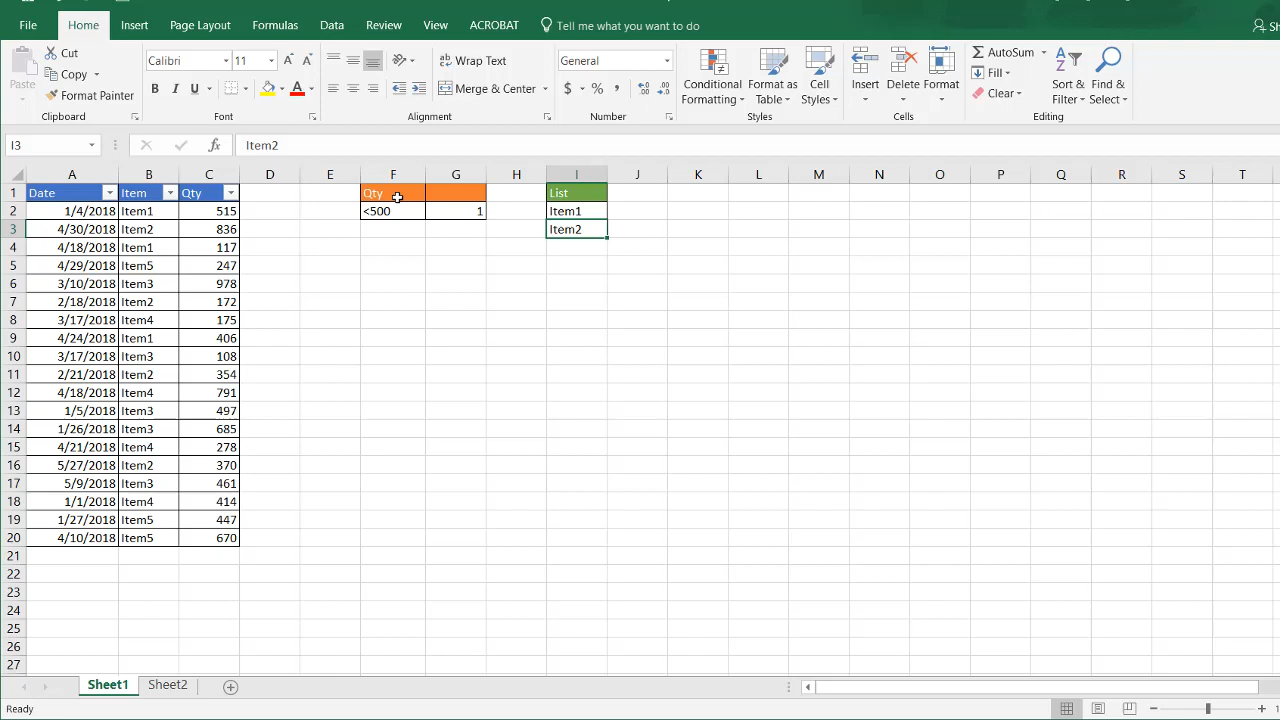 File Home Insert Page Layout Formulas Data Review View ACROBAT Tell me what you want to do Sh
Cut
Copy
Format Painter
Paste
Clipboard
Calibri 11
B I U
Font
ab Wrap Text
Merge & Center
Alignment
General
$ % , .0 .00
Number
Conditional Formatting
Format as Table
Cell Styles
Styles
Insert Delete Format
Cells
AutoSum
Fill
Clear
Sort & Filter
Find & Select
Editing
I3 fx Item2
A B C D E F G H I J K L M N O P Q R S T
1 Date Item Qty Qty List
2 1/4/2018 Item1 515 <500 1 Item1
3 4/30/2018 Item2 836 Item2
4 4/18/2018 Item1 117
5 4/29/2018 Item5 247
6 3/10/2018 Item3 978
7 2/18/2018 Item2 172
8 3/17/2018 Item4 175
9 4/24/2018 Item1 406
10 3/17/2018 Item3 108
11 2/21/2018 Item2 354
12 4/18/2018 Item4 791
13 1/5/2018 Item3 497
14 1/26/2018 Item3 685
15 4/21/2018 Item4 278
16 5/27/2018 Item2 370
17 5/9/2018 Item3 461
18 1/1/2018 Item4 414
19 1/27/2018 Item5 447
20 4/10/2018 Item5 670
21
22
23
24
25
26
27
Sheet1 Sheet2
Ready 1